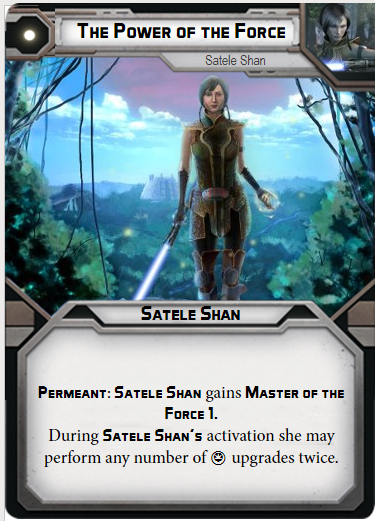 The Power of the Force
Satele Shan
Satele Shan
Permeant: Satele Shan gains Master of the
Force 1.
During Satele Shan's activation she may
perform any number of upgrades twice.